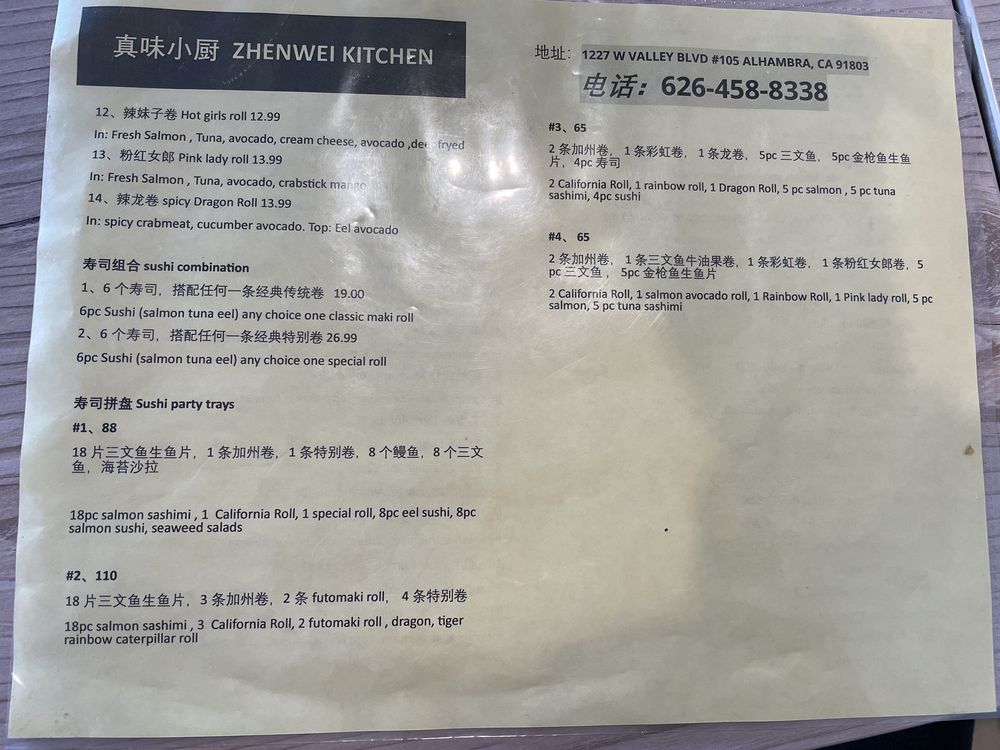 真味小厨 ZHENWEI KITCHEN
12、辣妹子卷 Hot girls roll 12.99
In: Fresh Salmon , Tuna, avocado, cream cheese, avocado ,deepfryed
13、粉红女郎 Pink lady roll 13.99
In: Fresh Salmon , Tuna, avocado, crabstick mango
14、辣龙卷 spicy Dragon Roll 13.99
In: spicy crabmeat, cucumber avocado. Top: Eel avocado
寿司组合 sushi combination
1、6 个寿司，搭配任何一条经典传统卷 19.00
6pc Sushi (salmon tuna eel) any choice one classic maki roll
2、6 个寿司，搭配任何一条经典特别卷 26.99
6pc Sushi (salmon tuna eel) any choice one special roll
寿司拼盘 Sushi party trays
#1、88
18 片三文鱼生鱼片，1 条加州卷，1 条特别卷，8 个鳗鱼，8 个三文
鱼，海苔沙拉
18pc salmon sashimi , 1 California Roll, 1 special roll, 8pc eel sushi, 8pc
salmon sushi, seaweed salads
#2、110
18 片三文鱼生鱼片，3 条加州卷，2 条 futomaki roll， 4 条特别卷
18pc salmon sashimi , 3 California Roll, 2 futomaki roll , dragon, tiger
rainbow caterpillar roll
地址： 1227 W VALLEY BLVD #105 ALHAMBRA, CA 91803
电话：626-458-8338
#3、65
2 条加州卷， 1 条彩虹卷， 1 条龙卷， 5pc 三文鱼， 5pc 金枪鱼生鱼
片，4pc 寿司
2 California Roll, 1 rainbow roll, 1 Dragon Roll, 5 pc salmon , 5 pc tuna
sashimi, 4pc sushi
#4、65
2 条加州卷， 1 条三文鱼牛油果卷，1 条彩虹卷， 1 条粉红女郎卷，5
pc 三文鱼 ， 5pc 金枪鱼生鱼片
2 California Roll, 1 salmon avocado roll, 1 Rainbow Roll, 1 Pink lady roll, 5 pc
salmon, 5 pc tuna sashimi